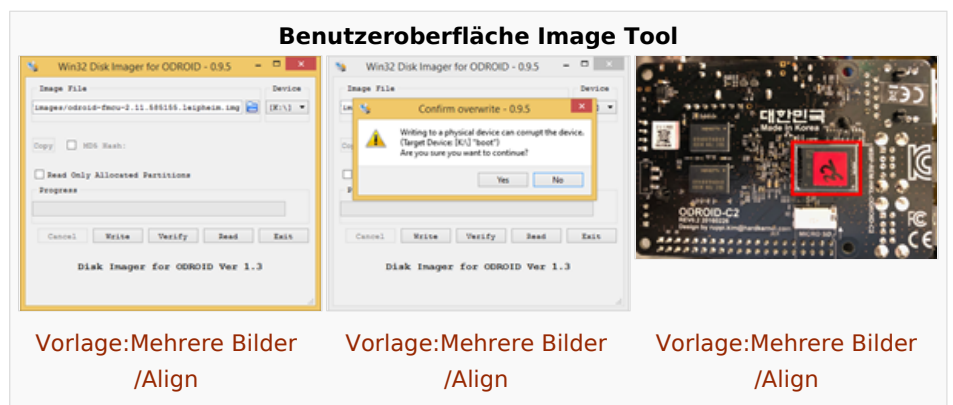 Benutzeroberfläche Image Tool
Win32 Disk Imager for ODROID - 0.9.5
Image File
Device
images/odroid-fmcu-2.11.585155.leipheim.img
[K:\]
Copy
MD5 Hash:
Read Only Allocated Partitions
Progress
Cancel Write Verify Read Exit
Disk Imager for ODROID Ver 1.3
Win32 Disk Imager for ODROID - 0.9.5
Image File
Device
Confirm overwrite - 0.9.5
Writing to a physical device can corrupt the device.
(Target Device: [K:\] "boot")
Are you sure you want to continue?
Yes No
Cancel Write Verify Read Exit
Disk Imager for ODROID Ver 1.3
대한민국
Made in Korea
32
ODROID-C2
MICRO SD
FC
CE
Vorlage:Mehrere Bilder
/Align
Vorlage:Mehrere Bilder
/Align
Vorlage:Mehrere Bilder
/Align